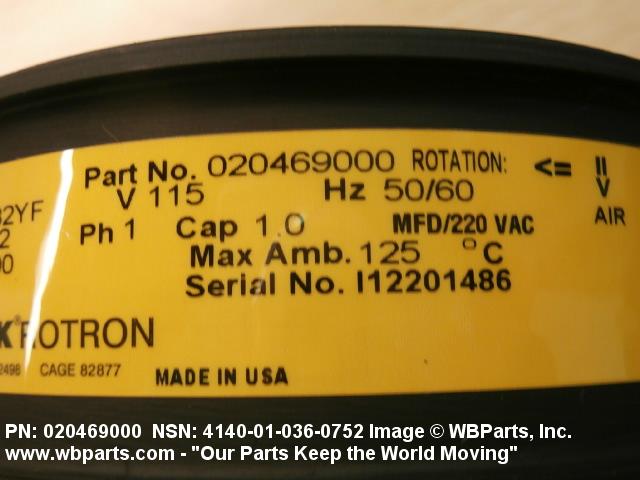 Part No. 020469000 ROTATION: <= ||
V 115 Hz 50/60 V
Ph 1 Cap 1.0 MFD/220 VAC AIR
Max Amb. 125 °C
Serial No. I12201486
ROTRON
2498 CAGE 82877
MADE IN USA
PN: 020469000 NSN: 4140-01-036-0752 Image © WBParts, Inc.
www.wbparts.com - "Our Parts Keep the World Moving"